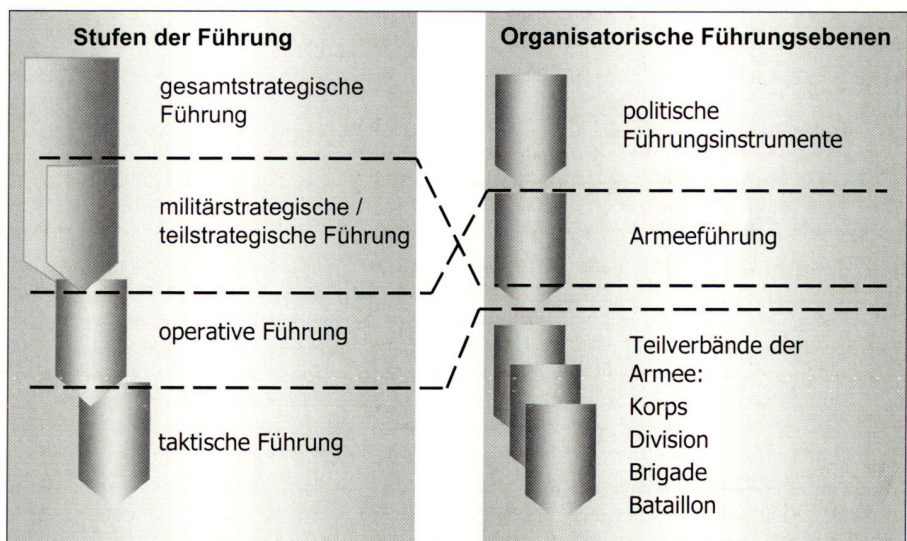 Stufen der Führung
gesamtstrategische
Führung
militärstrategische /
teilstrategische Führung
operative Führung
taktische Führung
Organisatorische Führungsebenen
politische
Führungsinstrumente
Armeeführung
Teilverbände der
Armee:
Korps
Division
Brigade
Bataillon